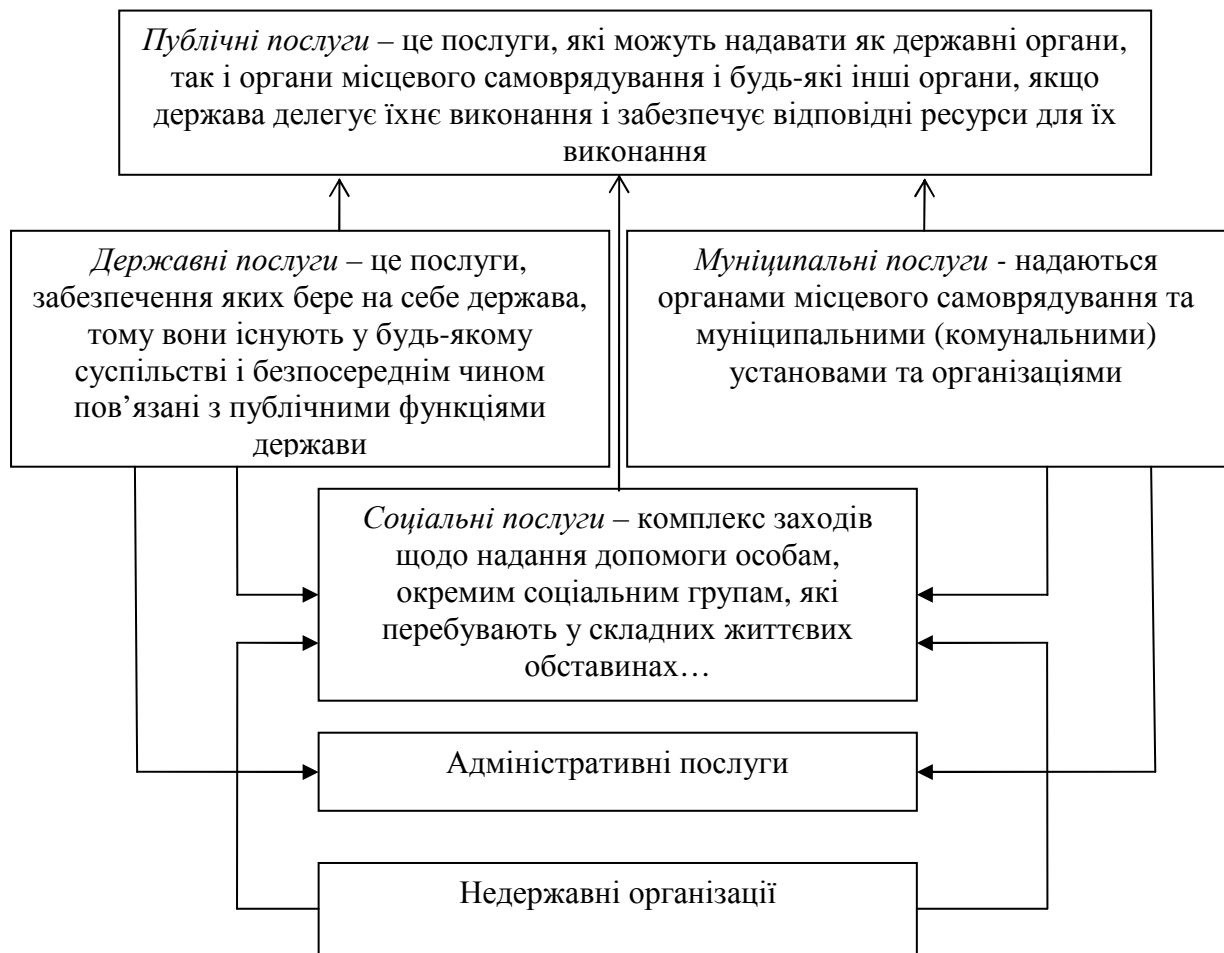 Публічні послуги – це послуги, які можуть надавати як державні органи,
так і органи місцевого самоврядування і будь-які інші органи, якщо
держава делегує їхнє виконання і забезпечує відповідні ресурси для їх
виконання
Державні послуги – це послуги,
забезпечення яких бере на себе держава,
тому вони існують у будь-якому
суспільстві і безпосереднім чином
пов’язані з публічними функціями
держави
Муніципальні послуги - надаються
органами місцевого самоврядування та
муніципальними (комунальними)
установами та організаціями
Соціальні послуги – комплекс заходів
щодо надання допомоги особам,
окремим соціальним групам, які
перебувають у складних життєвих
обставинах…
Адміністративні послуги
Недержавні організації